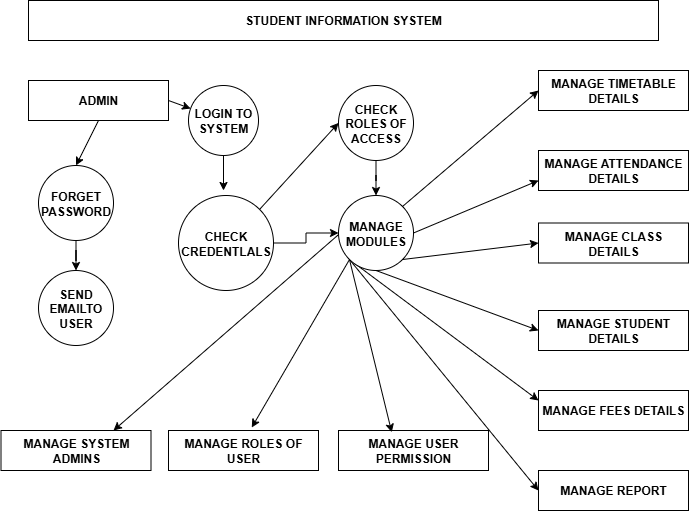 STUDENT INFORMATION SYSTEM
ADMIN
LOGIN TO
SYSTEM
CHECK
ROLES OF
ACCESS
MANAGE TIMETABLE
DETAILS
MANAGE ATTENDANCE
DETAILS
FORGET
PASSWORD
CHECK
CREDENTLALS
MANAGE
MODULES
MANAGE CLASS
DETAILS
SEND
EMAILTO
USER
MANAGE STUDENT
DETAILS
MANAGE FEES DETAILS
MANAGE SYSTEM
ADMINS
MANAGE ROLES OF
USER
MANAGE USER
PERMISSION
MANAGE REPORT